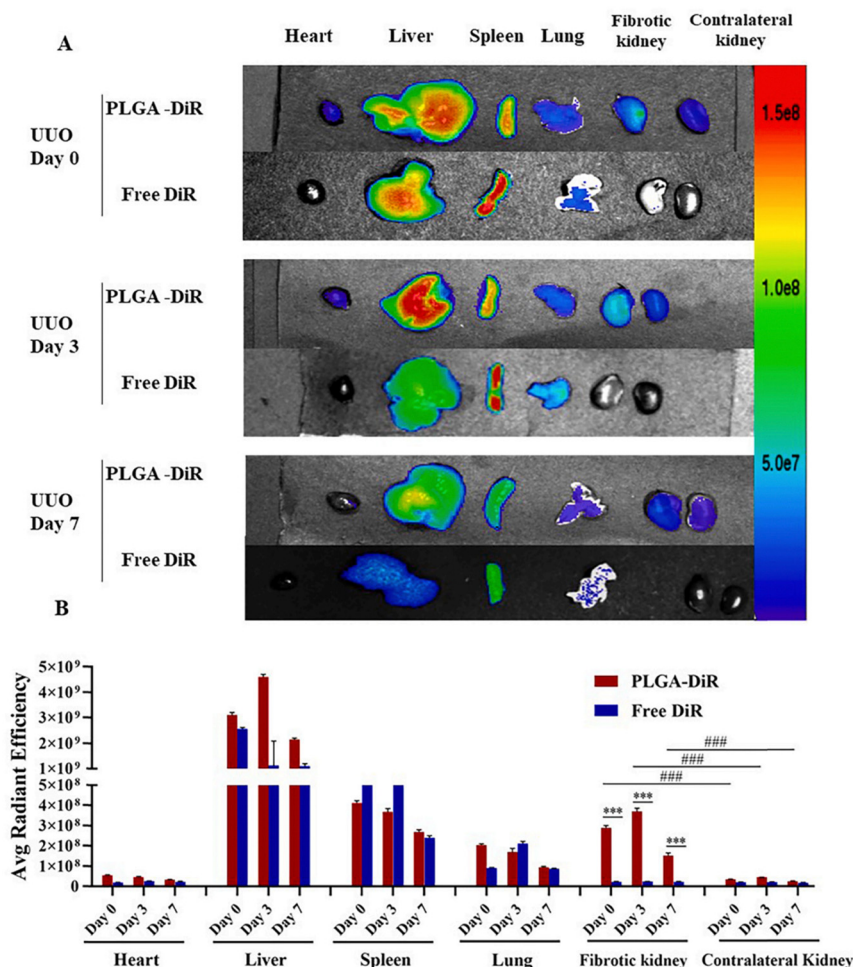 A
Heart Liver Spleen Lung Fibrotic kidney Contralateral kidney
UUO Day 0
PLGA -DiR
Free DiR
1.5e8
UUO Day 3
PLGA -DiR
Free DiR
1.0e8
UUO Day 7
PLGA -DiR
Free DiR
5.0e7
B
Avg Radiant Efficiency
5×10⁹
4×10⁹
3×10⁹
2×10⁹
1×10⁹
5×10⁸
4×10⁸
3×10⁸
2×10⁸
1×10⁸
0
PLGA-DiR
Free DiR
###
###
###
*** *** ***
Day 0 Day 3 Day 7 Day 0 Day 3 Day 7 Day 0 Day 3 Day 7 Day 0 Day 3 Day 7 Day 0 Day 3 Day 7 Day 0 Day 3 Day 7
Heart Liver Spleen Lung Fibrotic kidney Contralateral Kidney